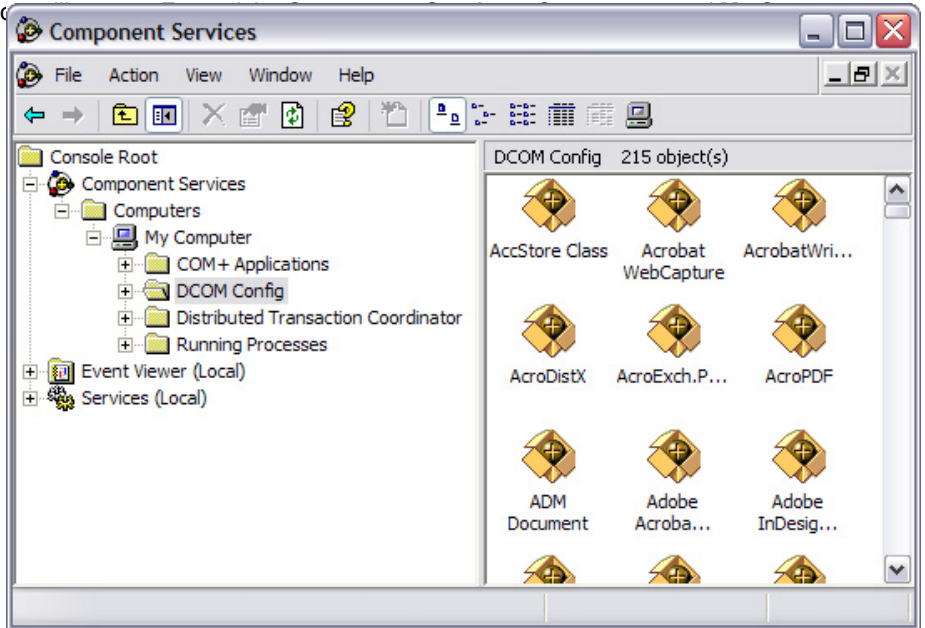 Component Services
File Action View Window Help
Console Root
Component Services
Computers
My Computer
COM+ Applications
DCOM Config
Distributed Transaction Coordinator
Running Processes
Event Viewer (Local)
Services (Local)
DCOM Config 215 object(s)
AccStore Class
Acrobat
WebCapture
AcrobatWri...
AcroDistX
AcroExch.P...
AcroPDF
ADM
Document
Adobe
Acroba...
Adobe
InDesig...